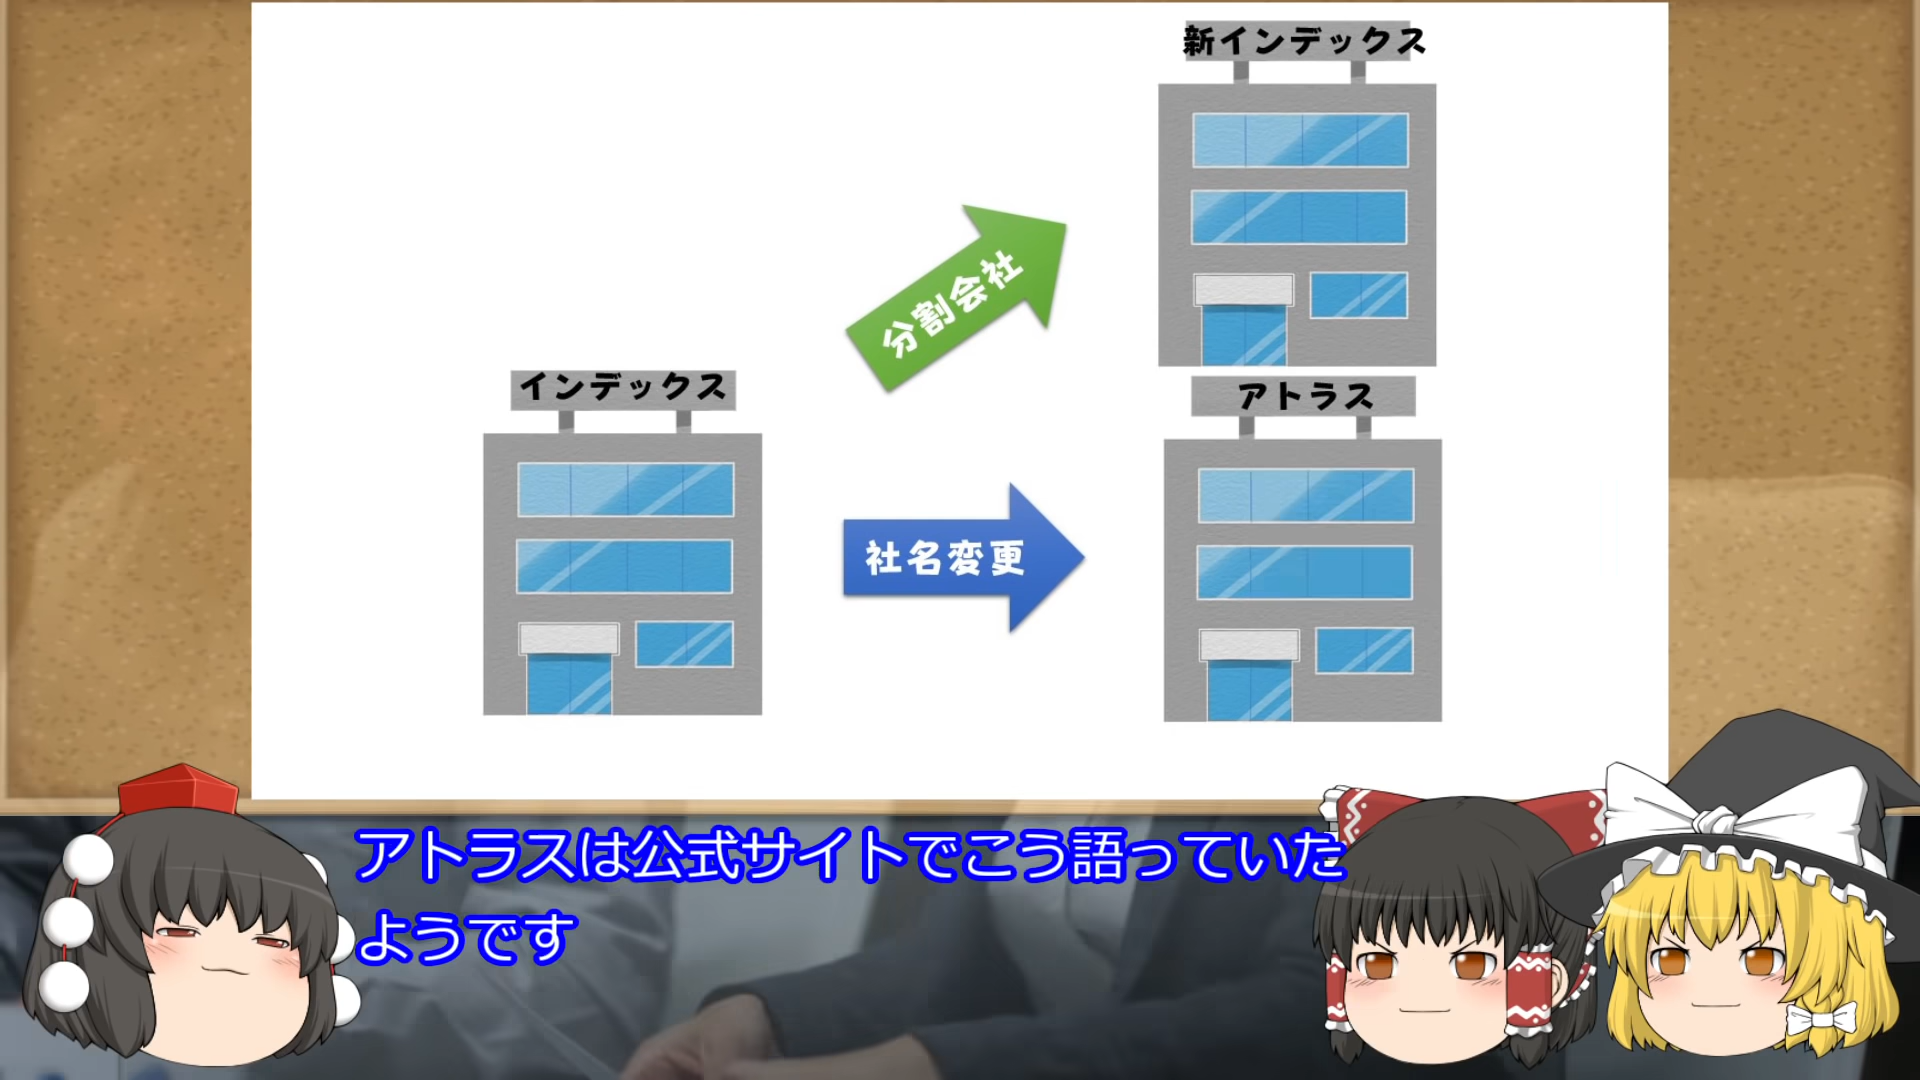 新インデックス
分割会社
インデックス
アトラス
社名変更
アトラスは公式サイトでこう語っていた
ようです